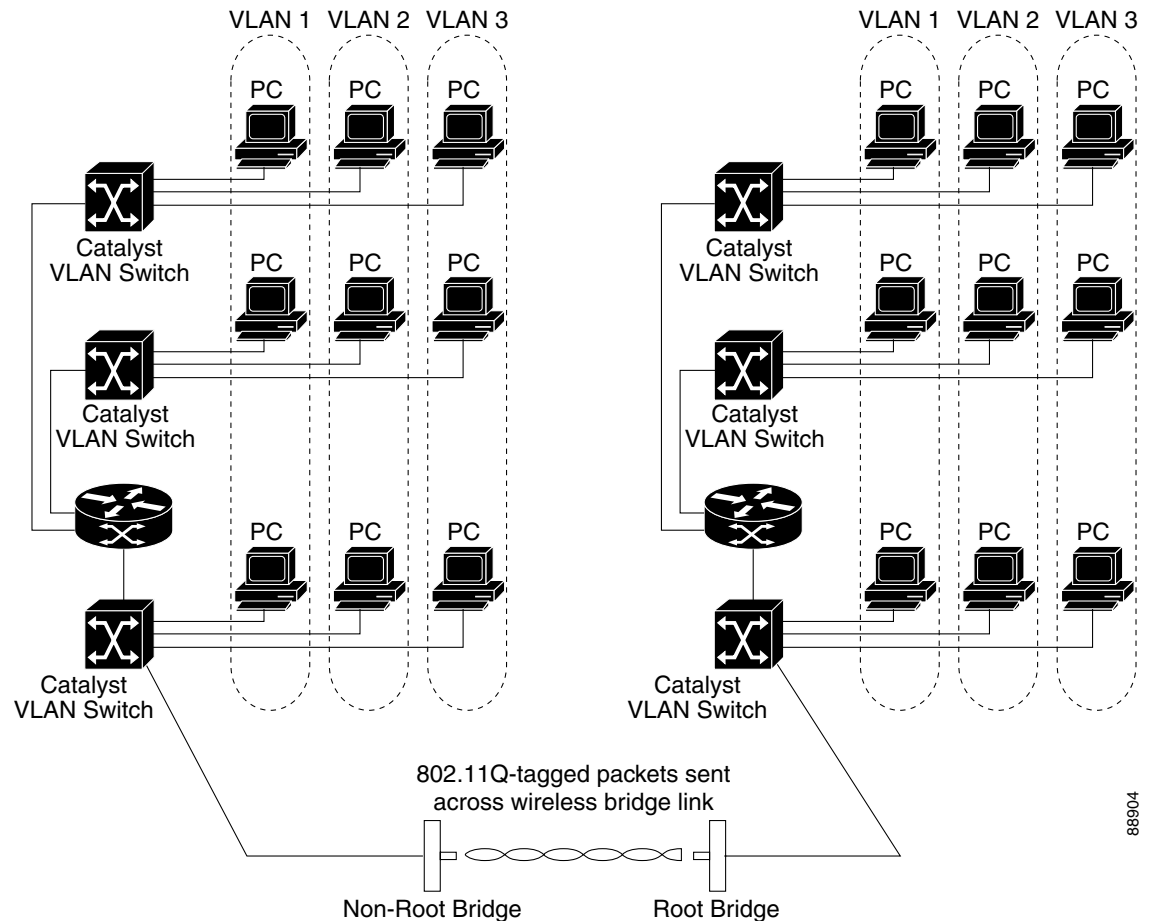 VLAN 1 VLAN 2 VLAN 3
VLAN 1 VLAN 2 VLAN 3
PC PC PC
PC PC PC
Catalyst
VLAN Switch
Catalyst
VLAN Switch
PC PC PC
PC PC PC
Catalyst
VLAN Switch
Catalyst
VLAN Switch
PC PC PC
PC PC PC
Catalyst
VLAN Switch
Catalyst
VLAN Switch
802.11Q-tagged packets sent
across wireless bridge link
88904
Non-Root Bridge
Root Bridge